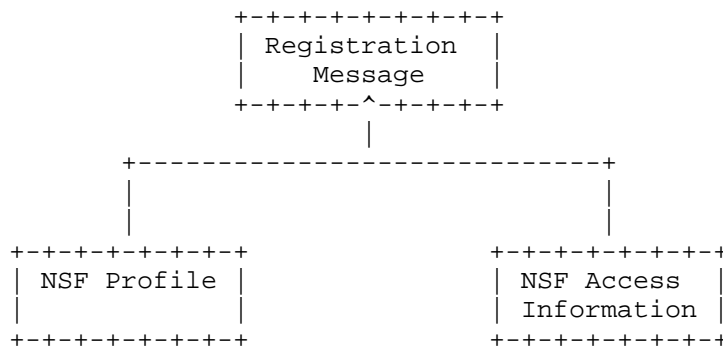 +-+-+-+-+-+-+-+-+
| Registration  |
|    Message    |
+-+-+-+-^-+-+-+-+
|
+-----------------------------+
|                             |
|                             |
+-+-+-+-+-+-+-+              +-+-+-+-+-+-+-+
| NSF Profile |              | NSF Access  |
|             |              | Information |
+-+-+-+-+-+-+-+              +-+-+-+-+-+-+-+